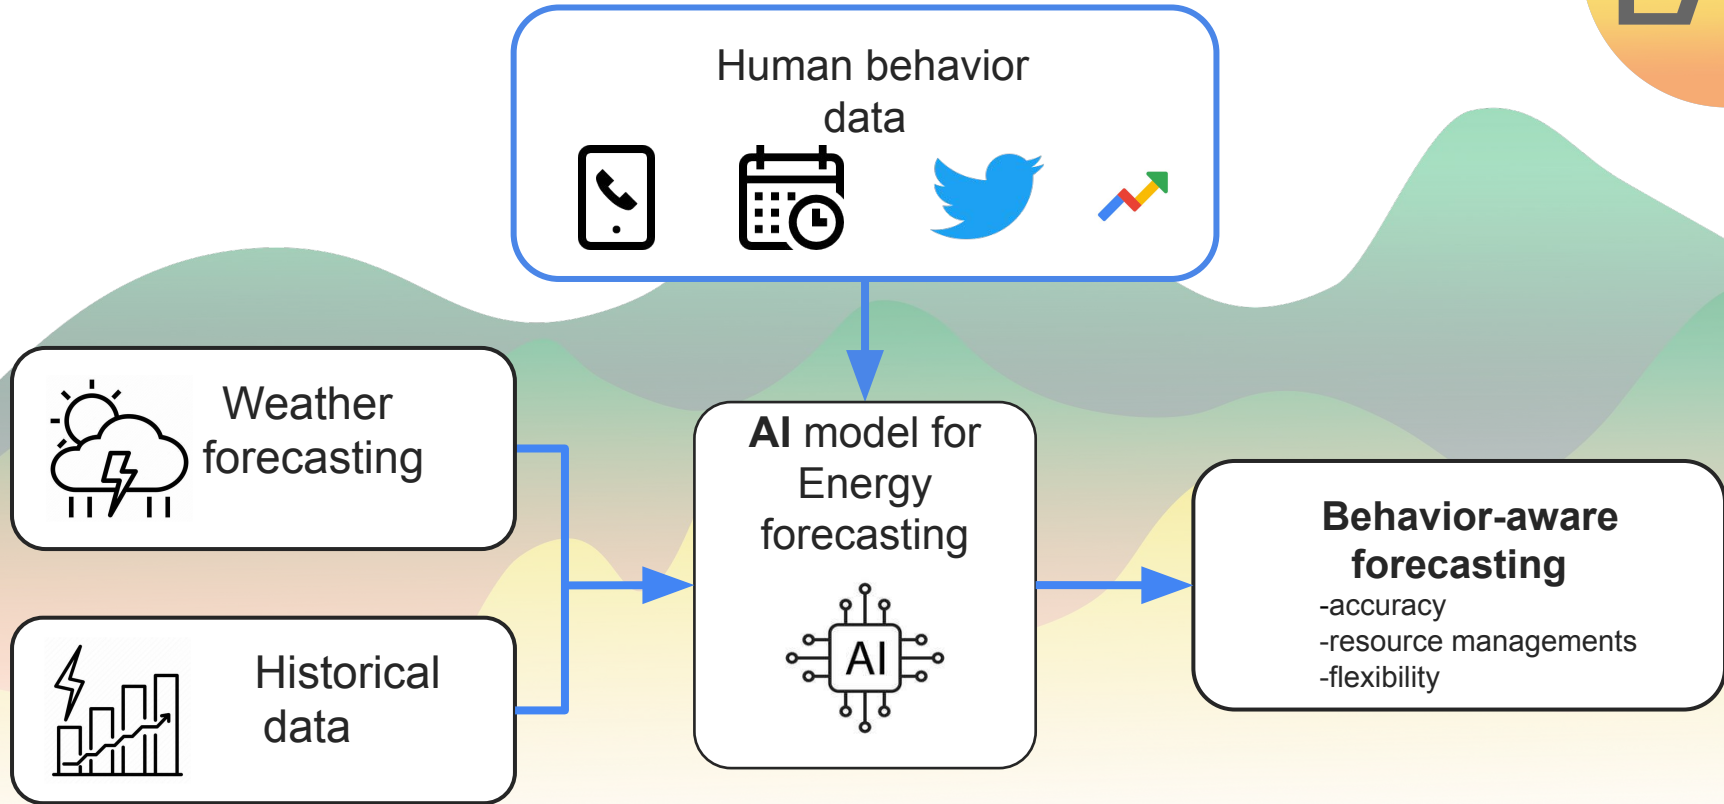 Human behavior
data
Weather
forecasting
Historical
data
AI model for
Energy
forecasting
AI
Behavior-aware
forecasting
-accuracy
-resource managements
-flexibility